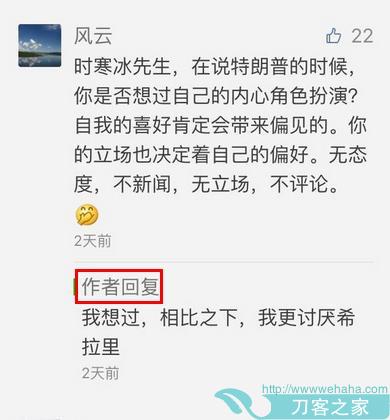 风云
22
时寒冰先生，在说特朗普的时候，
你是否想过自己的内心角色扮演？
自我的喜好肯定会带来偏见的。你
的立场也决定着自己的偏好。无态
度，不新闻，无立场，不评论。
🤭
2天前
作者回复
我想过，相比之下，我更讨厌希
拉里
2天前
http://www.wehaha.com/
刀客之家